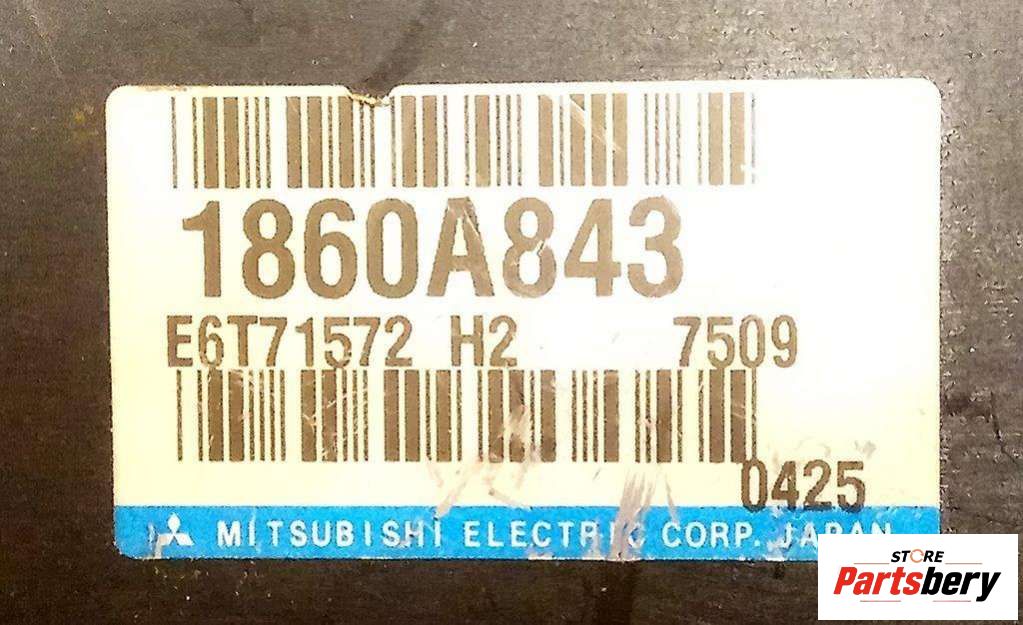 1860A843
E6T71572 H2 7509
0425
MITSUBISHI ELECTRIC CORP. JAPAN
STORE
Partsbery